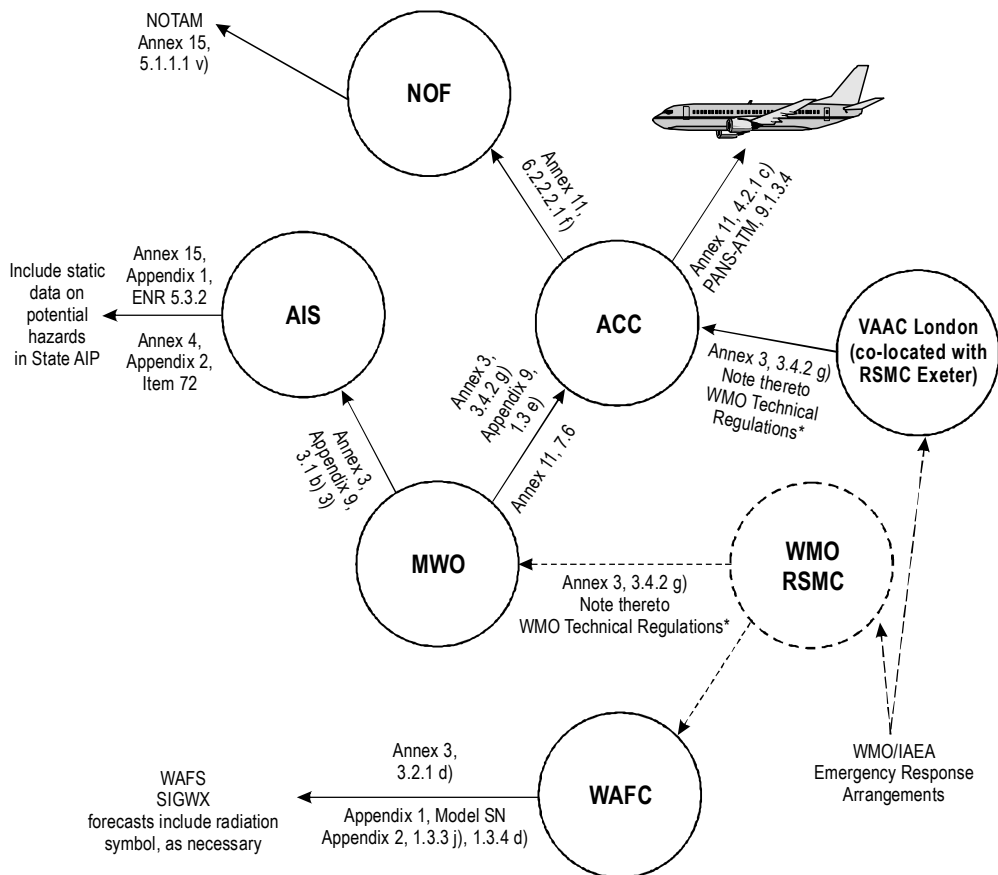 NOTAM
Annex 15,
5.1.1.1 v)
NOF
Annex 11,
6.2.2.2.1 f)
Annex 11, 4.2.1 c)
PANS-ATM, 9.1.3.4
Include static
data on
potential
hazards
in State AIP
Annex 15,
Appendix 1,
ENR 5.3.2
Annex 4,
Appendix 2,
Item 72
AIS
ACC
VAAC London
(co-located with
RSMC Exeter)
Annex 3, 3.4.2 g)
Note thereto
WMO Technical
Regulations*
Annex 3,
3.4.2 g)
Appendix 9,
1.3 e)
Annex 11, 7.6
Annex 3,
Appendix 9,
3.1 b) 3)
MWO
WMO
RSMC
Annex 3, 3.4.2 g)
Note thereto
WMO Technical Regulations*
WMO/IAEA
Emergency Response
Arrangements
WAFS
SIGWX
forecasts include radiation
symbol, as necessary
Annex 3,
3.2.1 d)
Appendix 1, Model SN
Appendix 2, 1.3.3 j), 1.3.4 d)
WAFC